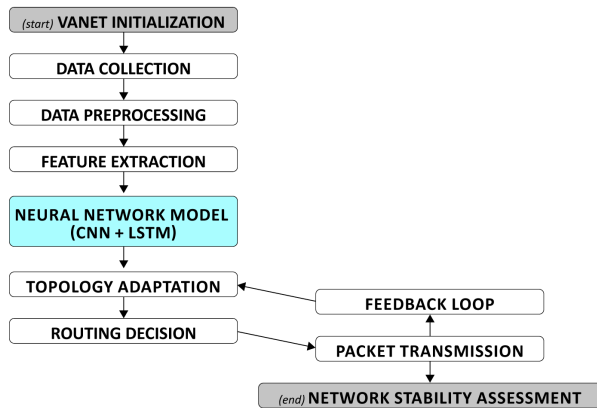 (start) VANET INITIALIZATION
DATA COLLECTION
DATA PREPROCESSING
FEATURE EXTRACTION
NEURAL NETWORK MODEL
(CNN + LSTM)
TOPOLOGY ADAPTATION
FEEDBACK LOOP
ROUTING DECISION
PACKET TRANSMISSION
(end) NETWORK STABILITY ASSESSMENT